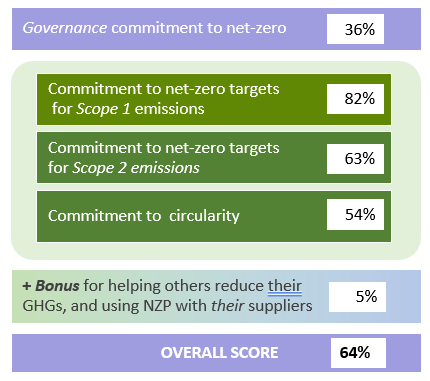 Governance commitment to net-zero 36%
Commitment to net-zero targets
for Scope 1 emissions 82%
Commitment to net-zero targets
for Scope 2 emissions 63%
Commitment to circularity 54%
+ Bonus for helping others reduce their
GHGs, and using NZP with their suppliers 5%
OVERALL SCORE 64%